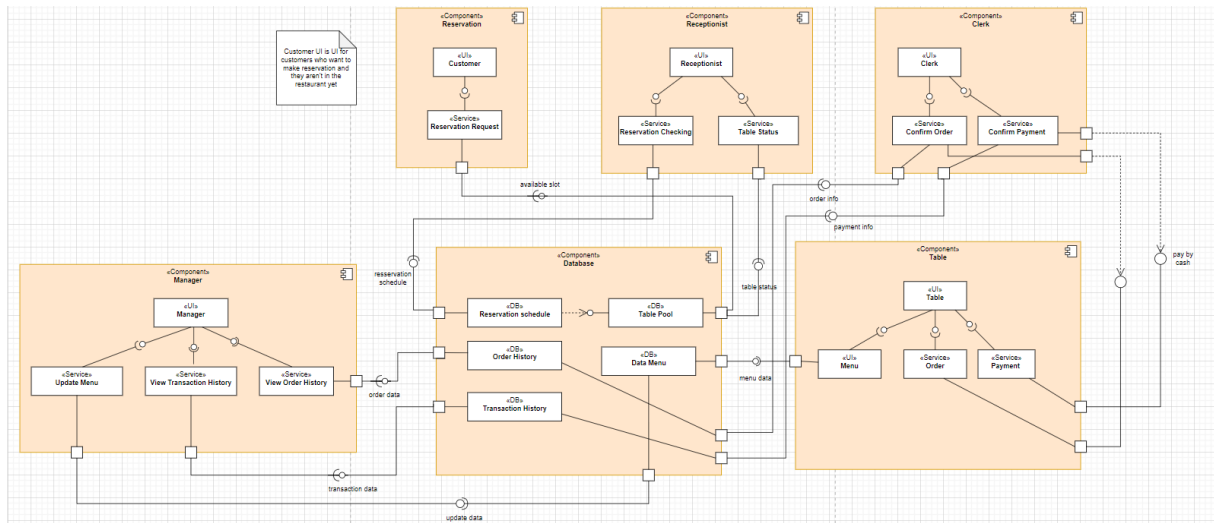 Customer UI is UI for
customers who want to
make reservation and
they aren't in the
restaurant yet
«Component»
Reservation
«UI»
Customer
«Service»
Reservation Request
«Component»
Receptionist
«UI»
Receptionist
«Service»
Reservation Checking
«Service»
Table Status
«Component»
Clerk
«UI»
Clerk
«Service»
Confirm Order
«Service»
Confirm Payment
available slot
order info
payment info
resservation
schedule
table status
pay by
cash
«Component»
Manager
«UI»
Manager
«Service»
Update Menu
«Service»
View Transaction History
«Service»
View Order History
«Component»
Database
«DB»
Reservation schedule
«DB»
Table Pool
«DB»
Order History
«DB»
Data Menu
«DB»
Transaction History
«Component»
Table
«UI»
Table
«UI»
Menu
«Service»
Order
«Service»
Payment
order data
menu data
transaction data
update data